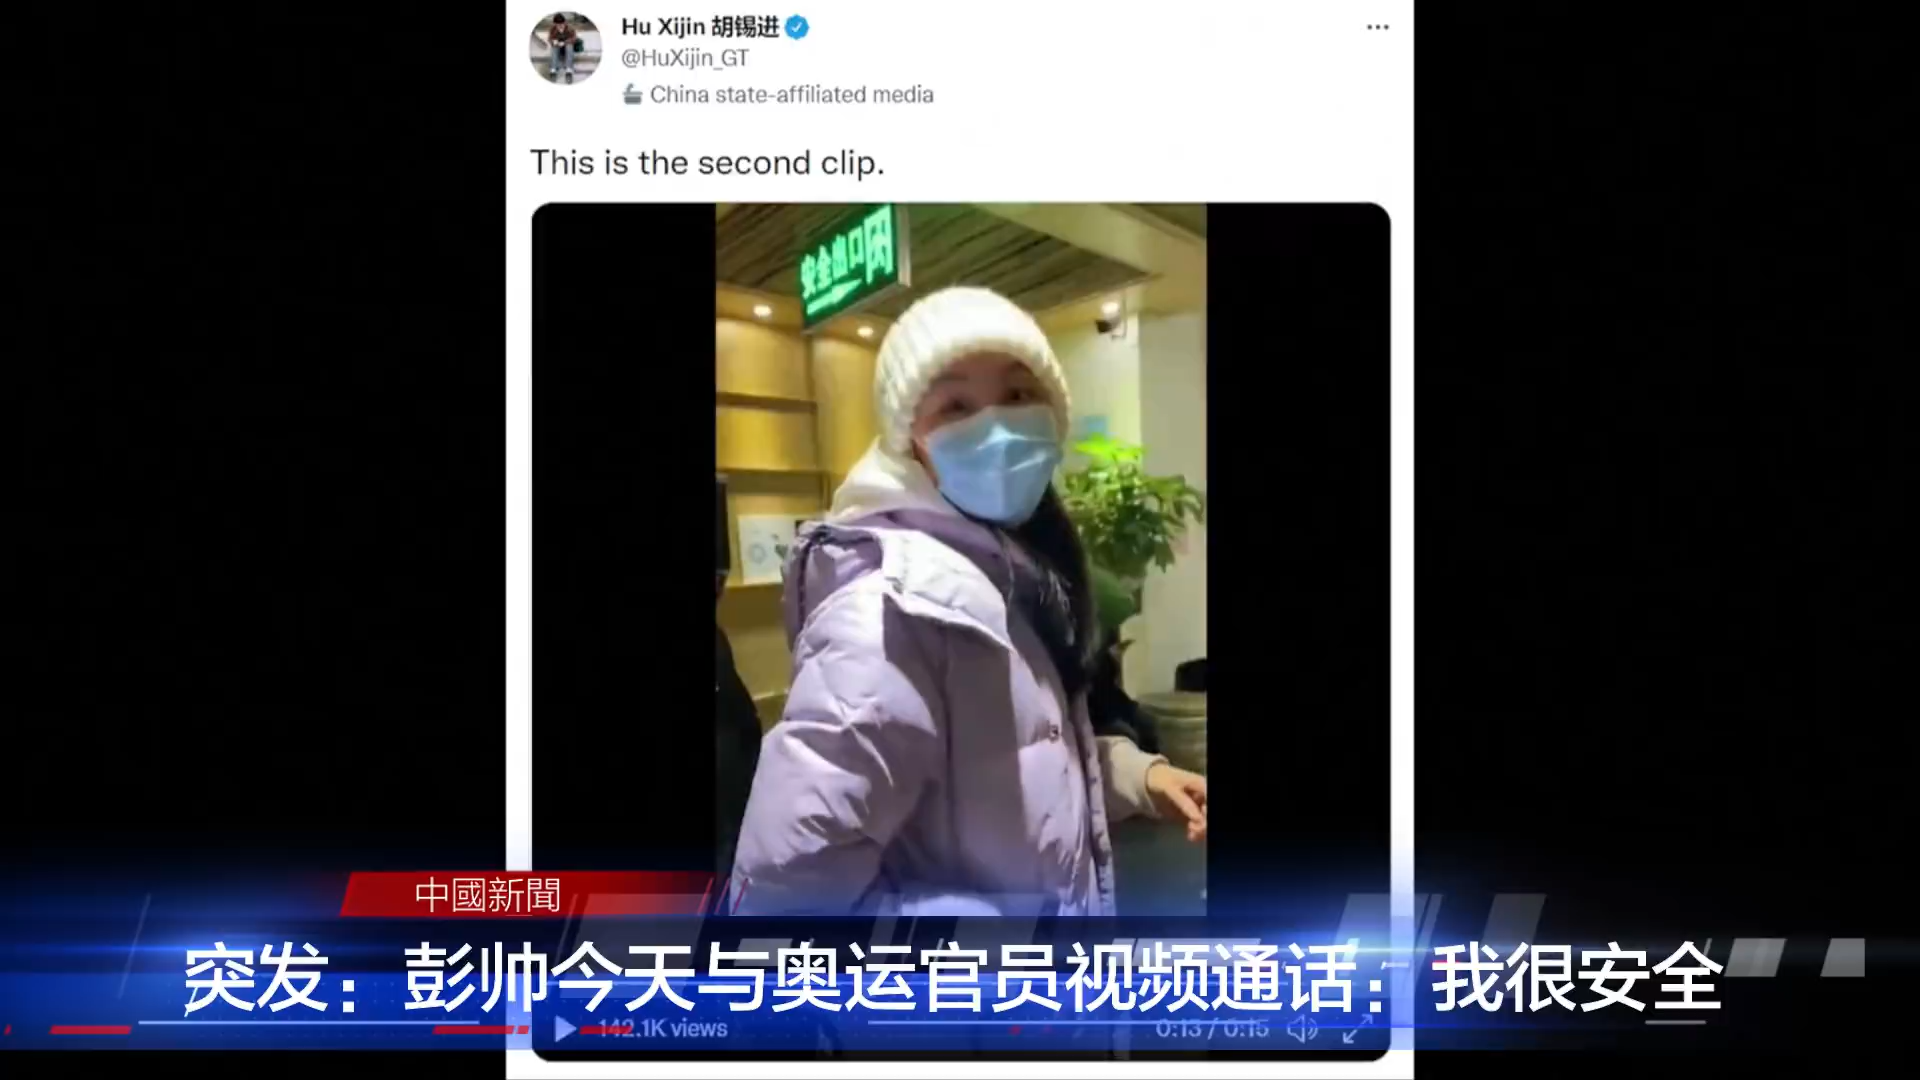 Hu Xijin 胡锡进
@HuXijin_GT
China state-affiliated media
This is the second clip.
安全出口
中國新聞
突发：彭帅今天与奥运官员视频通话：我很安全
142.1K views
0:13 / 0:15